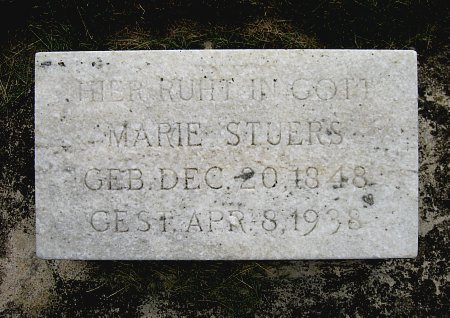 HIER RUHT IN GOTT
MARIE STUERS
GEB. DEC. 20, 1848
GEST. APR. 8, 1938